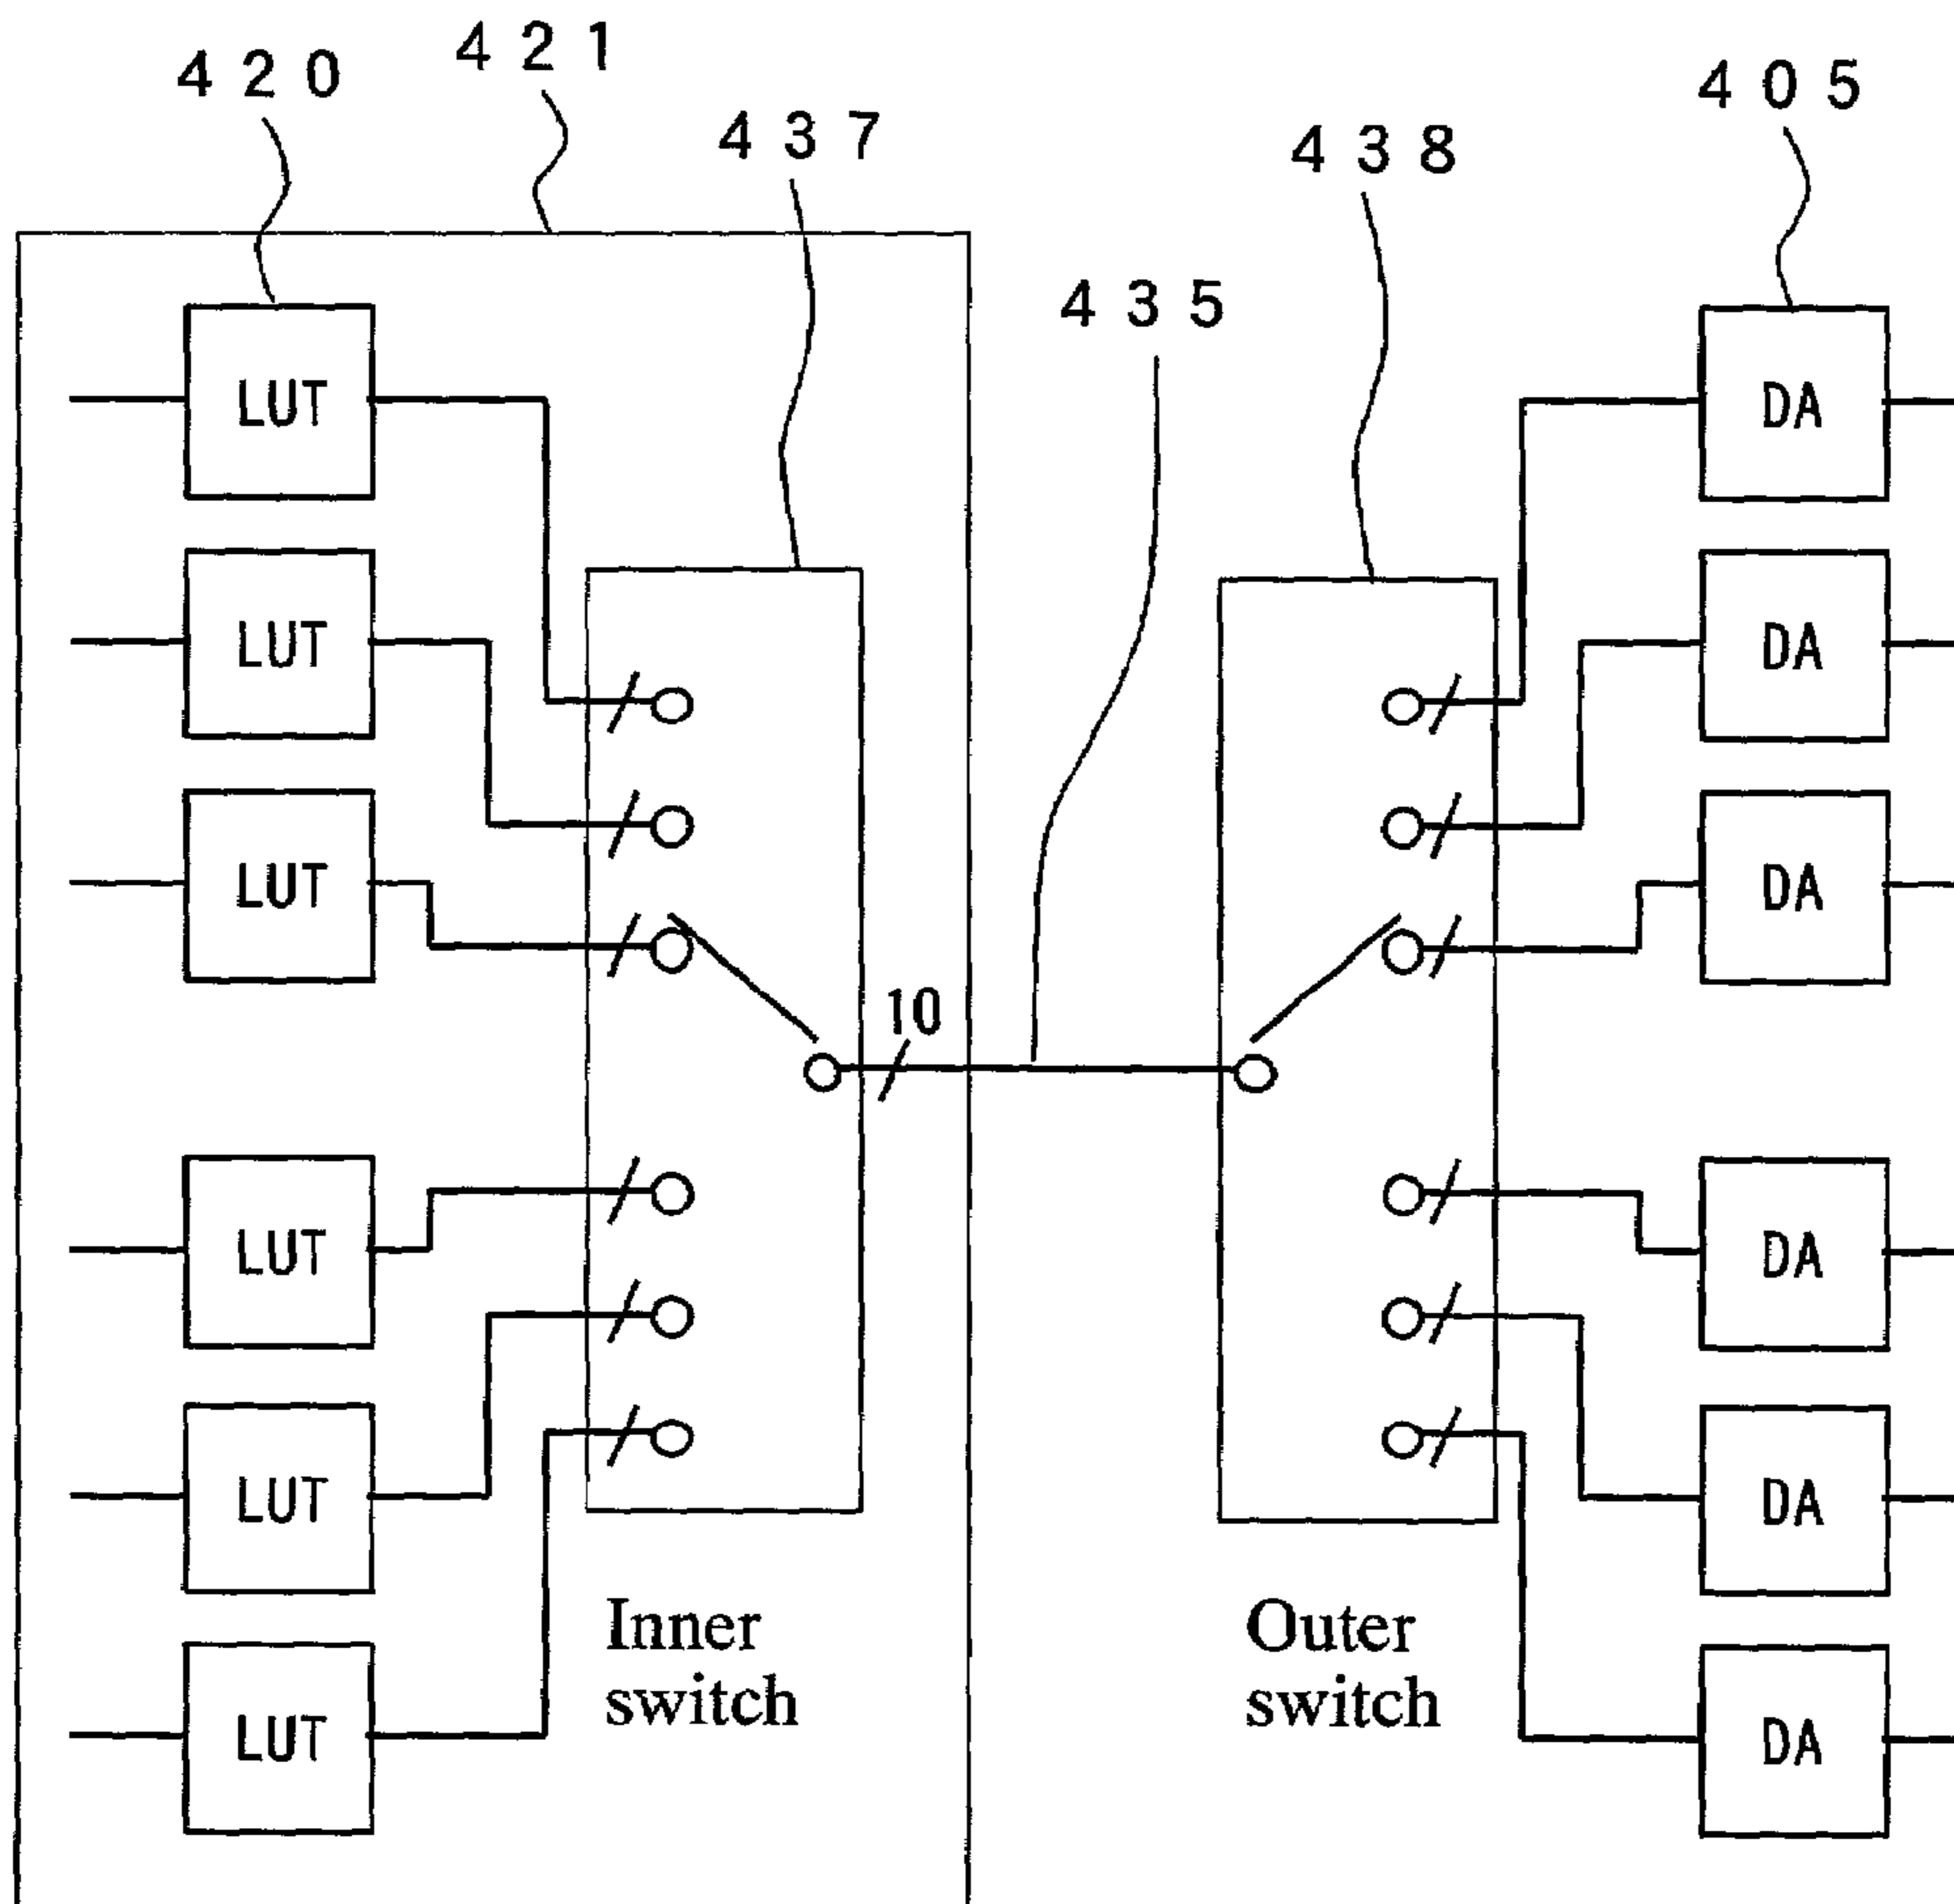 420
421
437
438
405
435
LUT
DA
LUT
DA
LUT
DA
10
LUT
DA
LUT
DA
LUT
DA
Inner
switch
Outer
switch